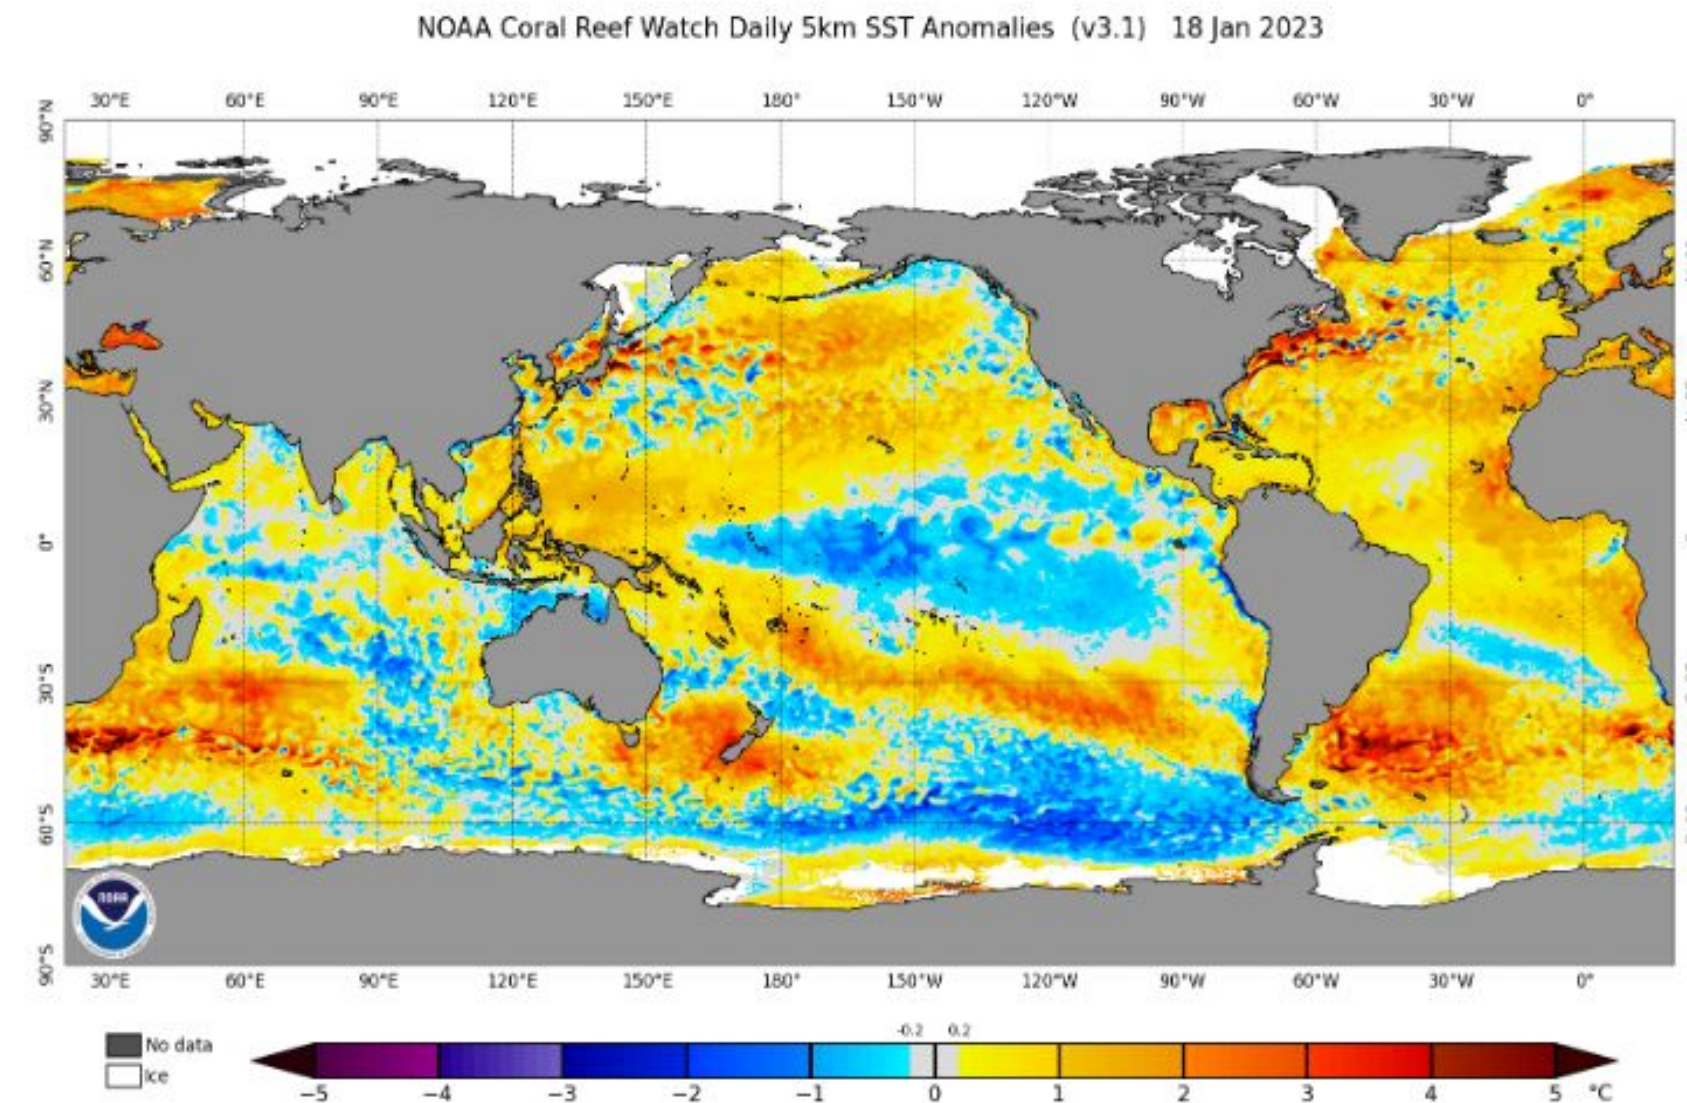 NOAA Coral Reef Watch Daily 5km SST Anomalies (v3.1) 18 Jan 2023
30°E 60°E 90°E 120°E 150°E 180° 150°W 120°W 90°W 60°W 30°W 0°
90°N
60°N
30°N
0°
30°S
60°S
90°S
NOAA
30°E 60°E 90°E 120°E 150°E 180° 150°W 120°W 90°W 60°W 30°W 0°
-0.2 0.2
No data
Ice
−5 −4 −3 −2 −1 0 1 2 3 4 5 °C